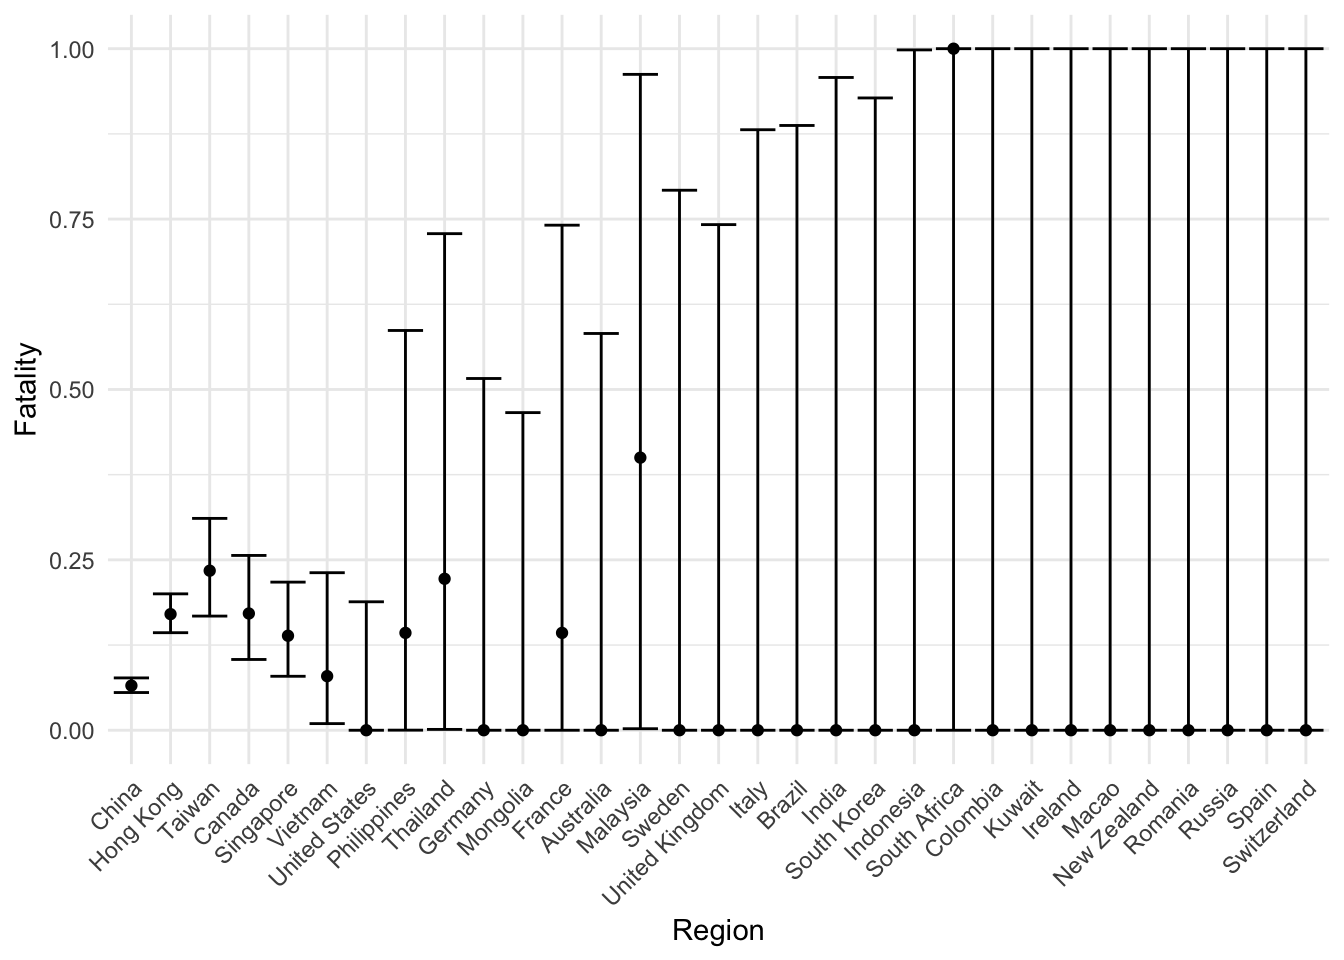 Fatality
1.00
0.75
0.50
0.25
0.00
China
Hong Kong
Taiwan
Canada
Singapore
Vietnam
United States
Philippines
Thailand
Germany
Mongolia
France
Australia
Malaysia
Sweden
United Kingdom
Italy
Brazil
India
South Korea
Indonesia
South Africa
Colombia
Kuwait
Ireland
Macao
New Zealand
Romania
Russia
Spain
Switzerland
Region